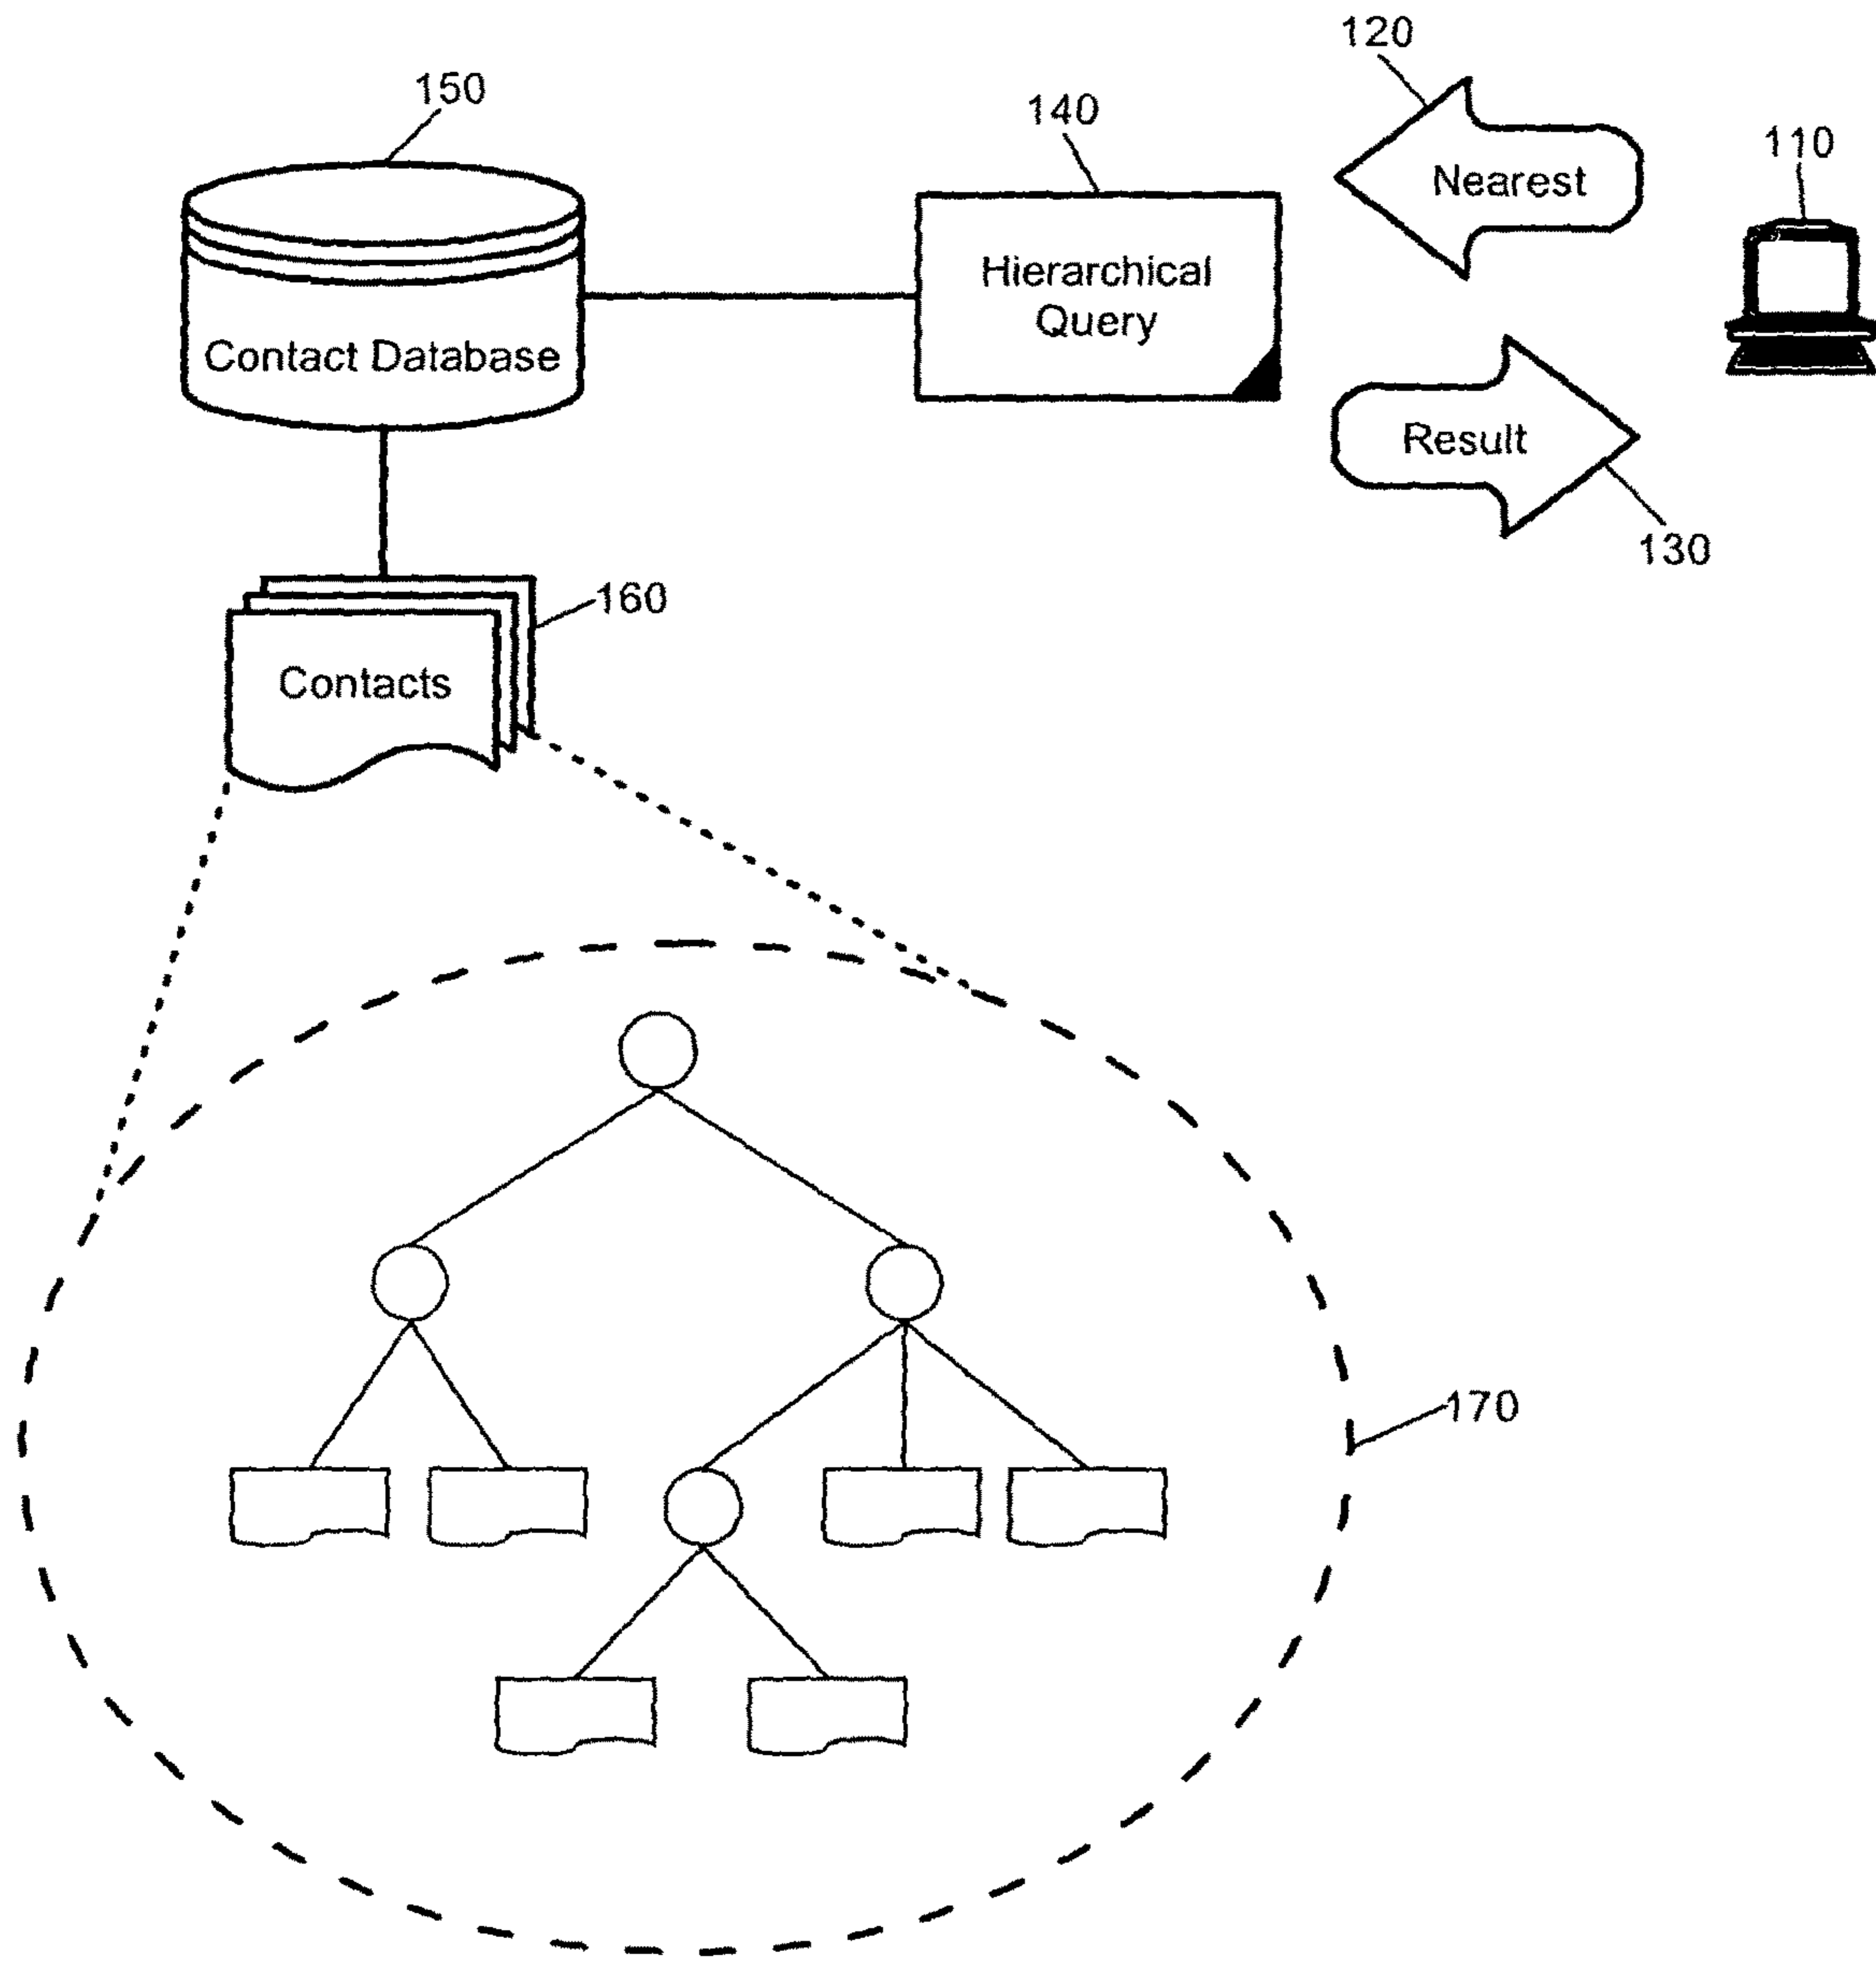 120
150
140
110
Nearest
Hierarchical
Query
Contact Database
Result
130
160
Contacts
170